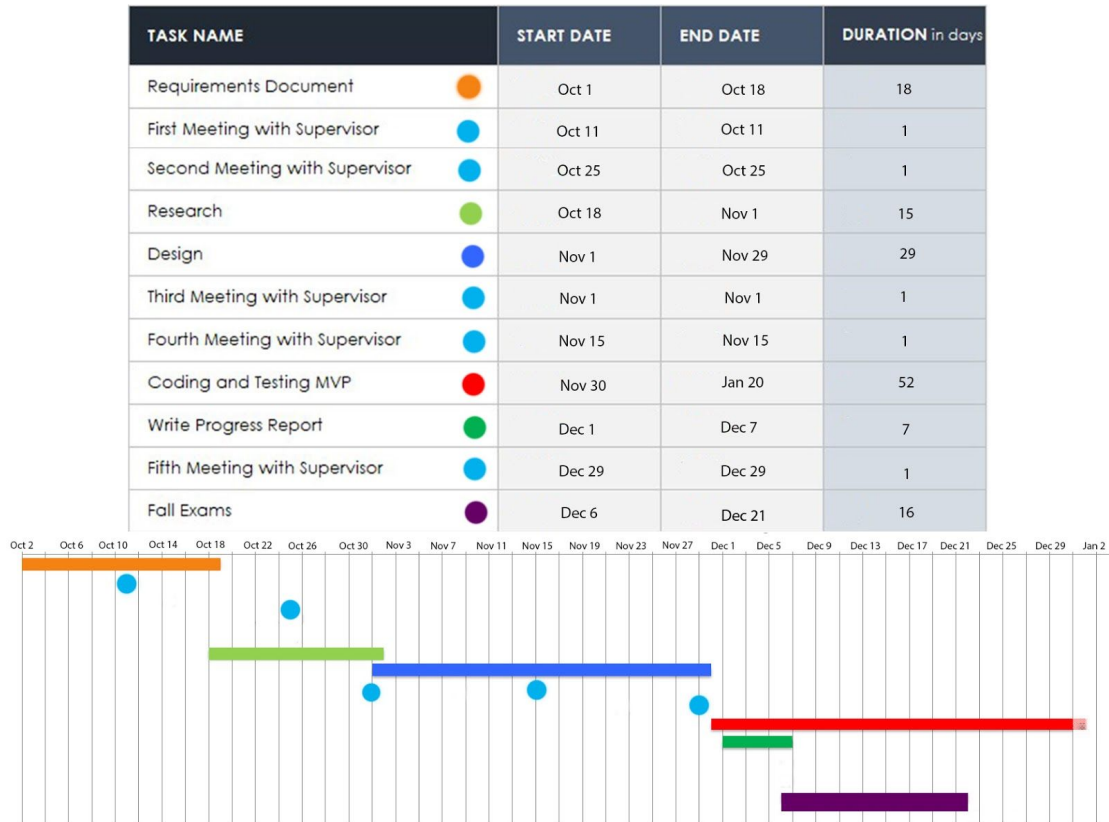 TASK NAME START DATE END DATE DURATION in days
Requirements Document Oct 1 Oct 18 18
First Meeting with Supervisor Oct 11 Oct 11 1
Second Meeting with Supervisor Oct 25 Oct 25 1
Research Oct 18 Nov 1 15
Design Nov 1 Nov 29 29
Third Meeting with Supervisor Nov 1 Nov 1 1
Fourth Meeting with Supervisor Nov 15 Nov 15 1
Coding and Testing MVP Nov 30 Jan 20 52
Write Progress Report Dec 1 Dec 7 7
Fifth Meeting with Supervisor Dec 29 Dec 29 1
Fall Exams Dec 6 Dec 21 16
Oct 2 Oct 6 Oct 10 Oct 14 Oct 18 Oct 22 Oct 26 Oct 30 Nov 3 Nov 7 Nov 11 Nov 15 Nov 19 Nov 23 Nov 27 Dec 1 Dec 5 Dec 9 Dec 13 Dec 17 Dec 21 Dec 25 Dec 29 Jan 2